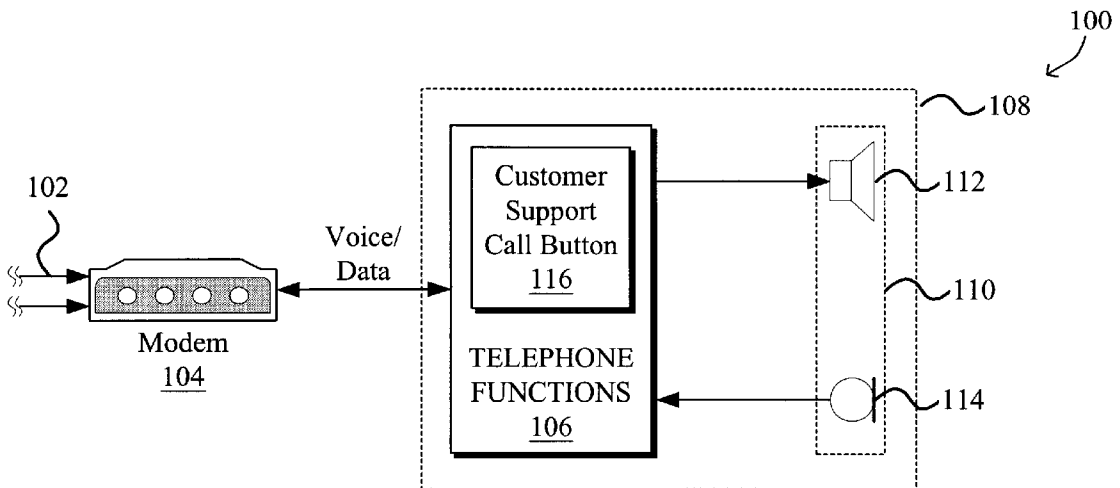 100
108
102
Customer
Support
Call Button
116
112
Voice/
Data
110
Modem
104
TELEPHONE
FUNCTIONS
106
114